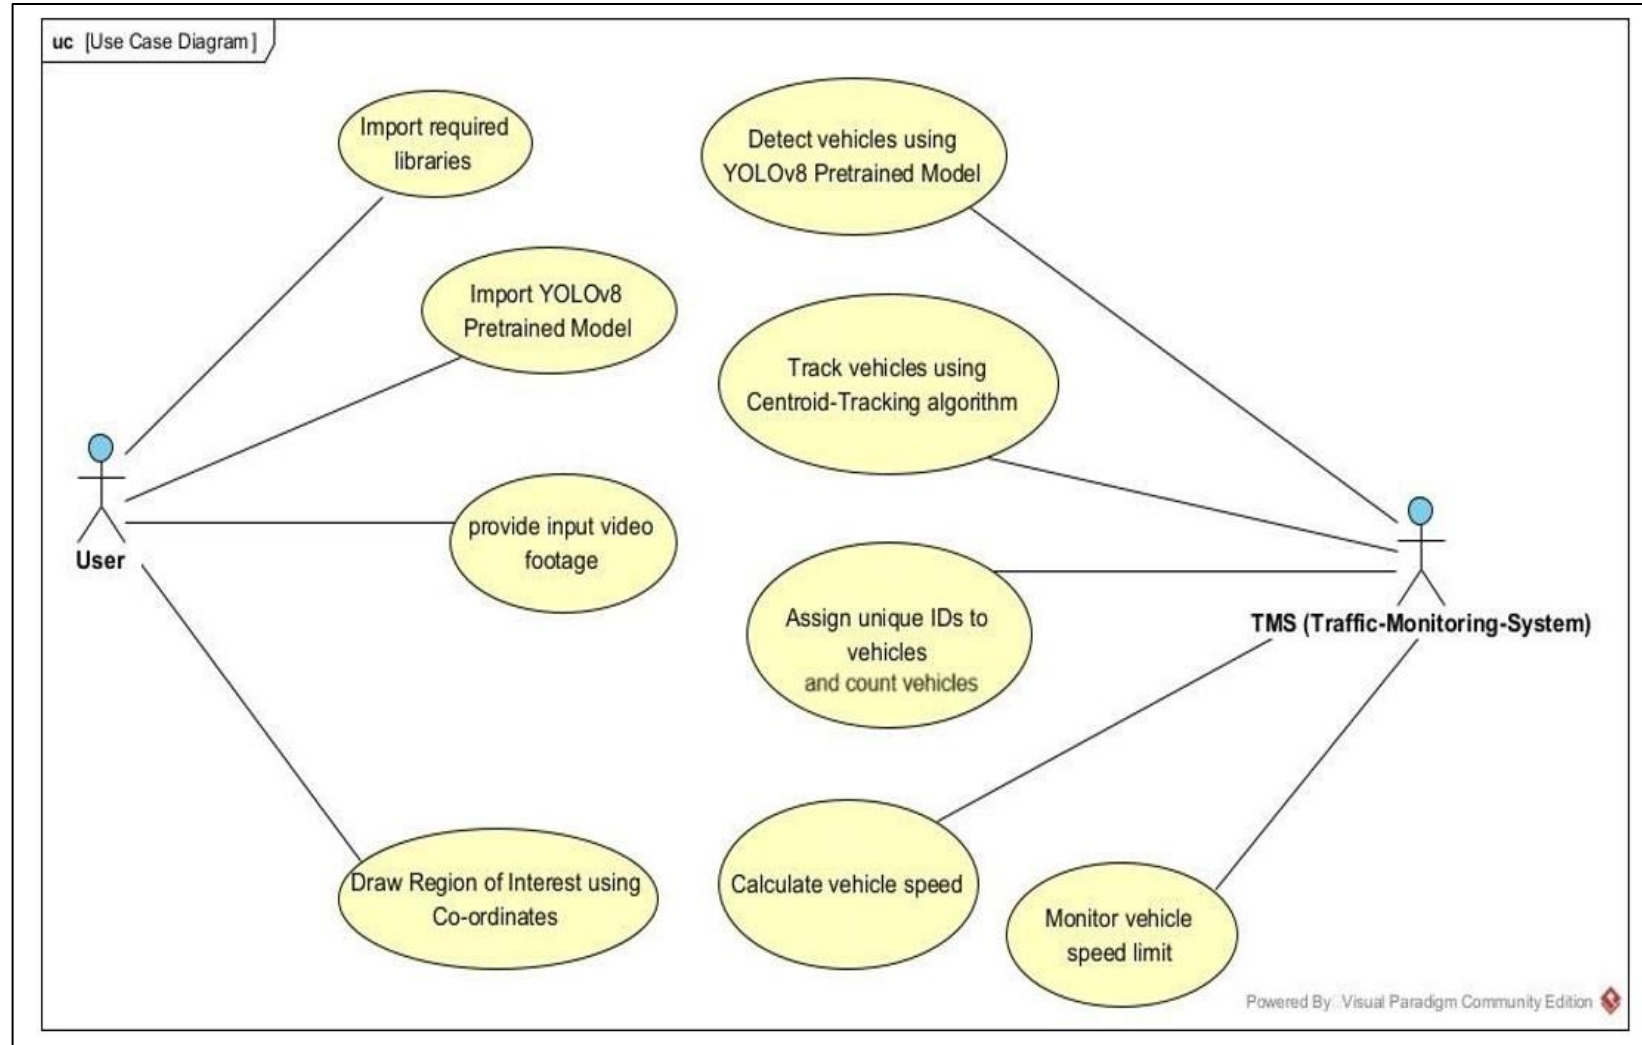 uc [Use Case Diagram]
Import required
libraries
Detect vehicles using
YOLOv8 Pretrained Model
Import YOLOv8
Pretrained Model
Track vehicles using
Centroid-Tracking algorithm
provide input video
footage
User
Assign unique IDs to
vehicles
and count vehicles
TMS (Traffic-Monitoring-System)
Draw Region of Interest using
Co-ordinates
Calculate vehicle speed
Monitor vehicle
speed limit
Powered By Visual Paradigm Community Edition